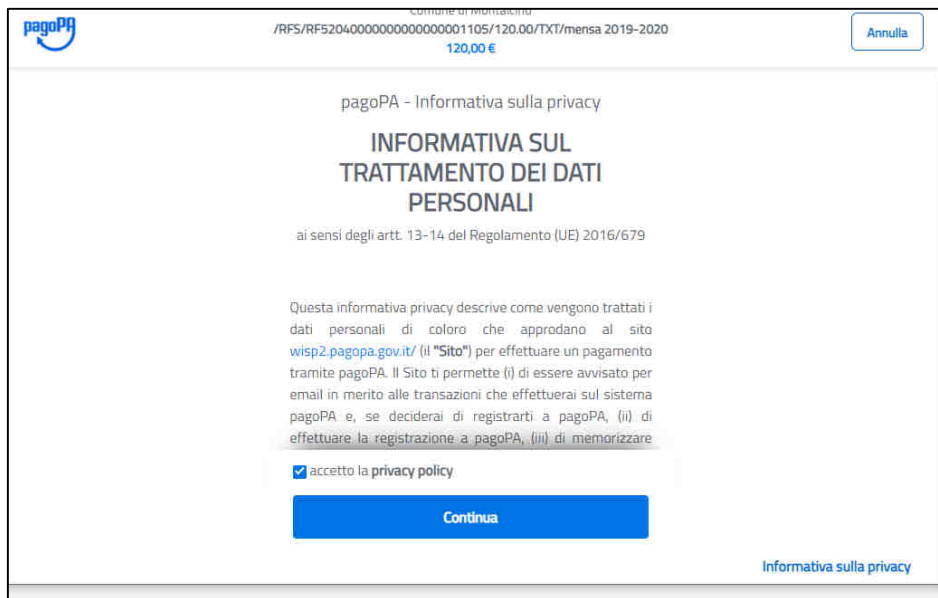 pagoPA
Comune di Montalcino
/RFS/RF52040000000000000001105/120.00/TXT/mensa 2019-2020
120,00 €
Annulla
pagoPA - Informativa sulla privacy
INFORMATIVA SUL
TRATTAMENTO DEI DATI
PERSONALI
ai sensi degli artt. 13-14 del Regolamento (UE) 2016/679
Questa informativa privacy descrive come vengono trattati i
dati personali di coloro che approdano al sito
wisp2.pagopa.gov.it/ (il "Sito") per effettuare un pagamento
tramite pagoPA. Il Sito ti permette (i) di essere avvisato per
email in merito alle transazioni che effettuerai sul sistema
pagoPA e, se deciderai di registrarti a pagoPA, (ii) di
effettuare la registrazione a pagoPA, (iii) di memorizzare
accetto la privacy policy
Continua
Informativa sulla privacy